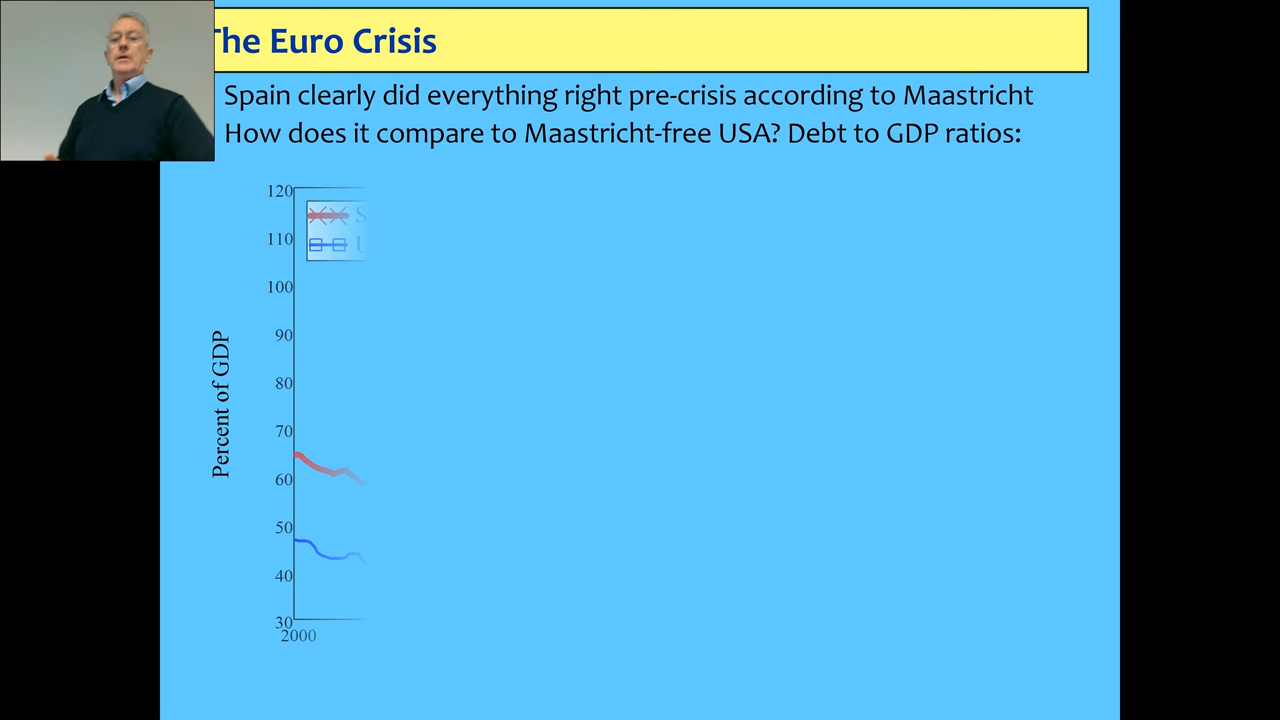 The Euro Crisis
Spain clearly did everything right pre-crisis according to Maastricht
How does it compare to Maastricht-free USA? Debt to GDP ratios:
120
110
100
90
80
70
60
50
40
30
2000
Percent of GDP
S
U